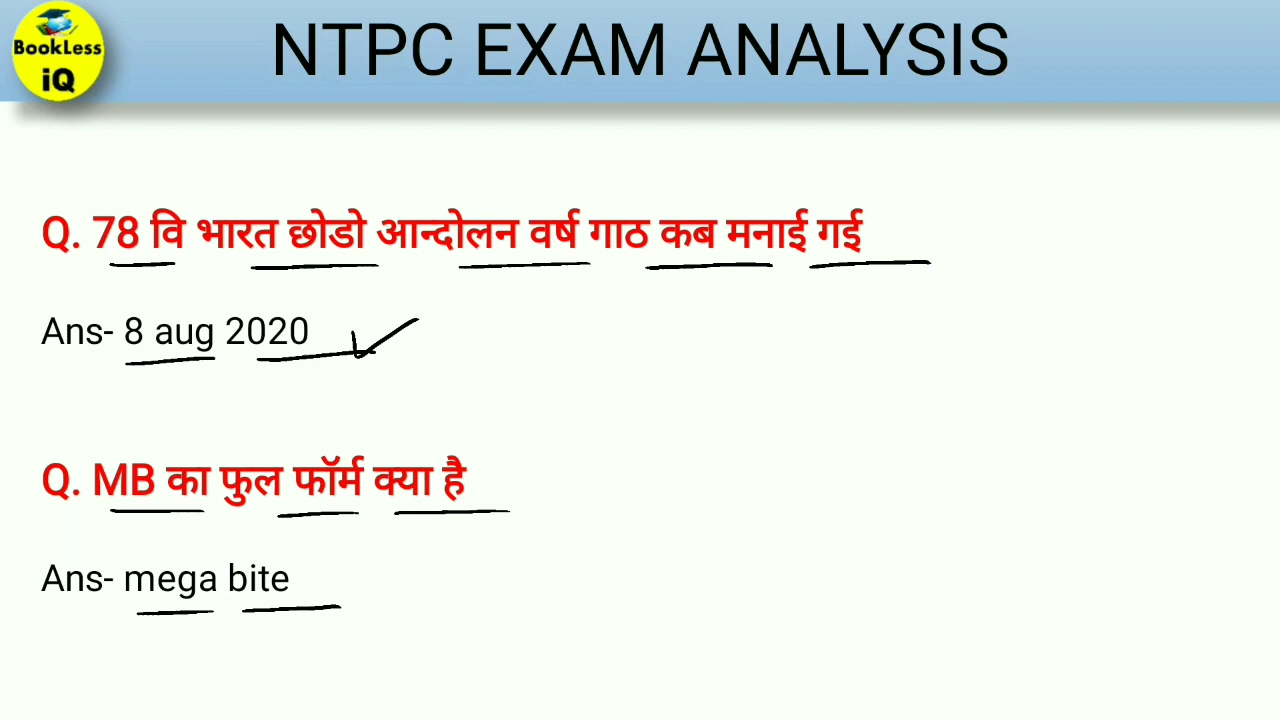 BookLess
iQ
NTPC EXAM ANALYSIS
Q. 78 वि भारत छोडो आन्दोलन वर्ष गाठ कब मनाई गई
Ans- 8 aug 2020
Q. MB का फुल फॉर्म क्या है
Ans- mega bite